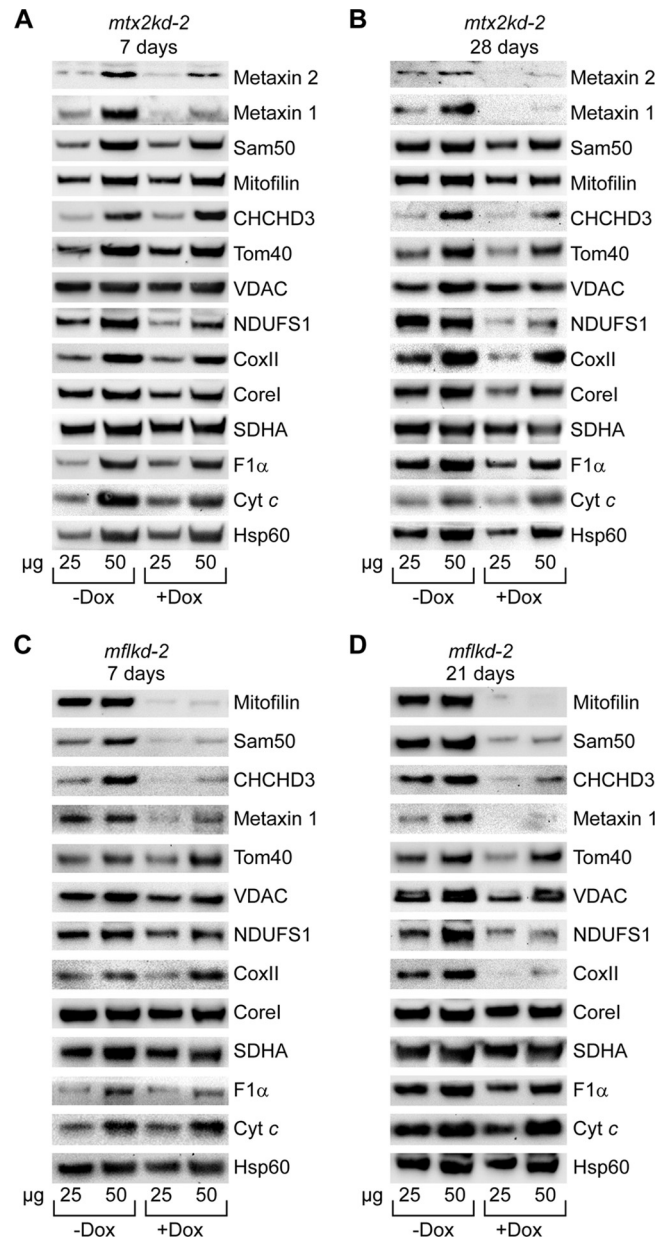 A
mtx2kd-2
7 days
Metaxin 2
Metaxin 1
Sam50
Mitofilin
CHCHD3
Tom40
VDAC
NDUFS1
CoxII
CoreI
SDHA
F1α
Cyt c
Hsp60
µg 25 50 25 50
-Dox +Dox
B
mtx2kd-2
28 days
Metaxin 2
Metaxin 1
Sam50
Mitofilin
CHCHD3
Tom40
VDAC
NDUFS1
CoxII
CoreI
SDHA
F1α
Cyt c
Hsp60
µg 25 50 25 50
-Dox +Dox
C
mflkd-2
7 days
Mitofilin
Sam50
CHCHD3
Metaxin 1
Tom40
VDAC
NDUFS1
CoxII
CoreI
SDHA
F1α
Cyt c
Hsp60
µg 25 50 25 50
-Dox +Dox
D
mflkd-2
21 days
Mitofilin
Sam50
CHCHD3
Metaxin 1
Tom40
VDAC
NDUFS1
CoxII
CoreI
SDHA
F1α
Cyt c
Hsp60
µg 25 50 25 50
-Dox +Dox